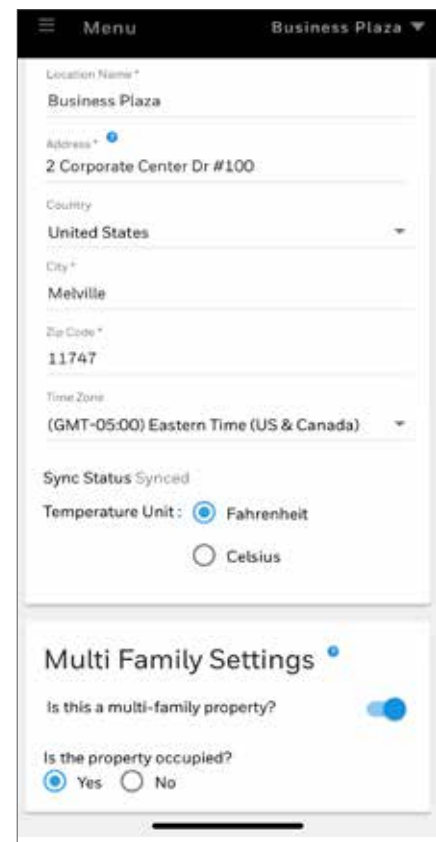 Menu Business Plaza
Location Name *
Business Plaza
Address *
2 Corporate Center Dr #100
Country
United States
City *
Melville
Zip Code *
11747
Time Zone
(GMT-05:00) Eastern Time (US & Canada)
Sync Status Synced
Temperature Unit : Fahrenheit
Celsius
Multi Family Settings
Is this a multi-family property?
Is the property occupied?
Yes No